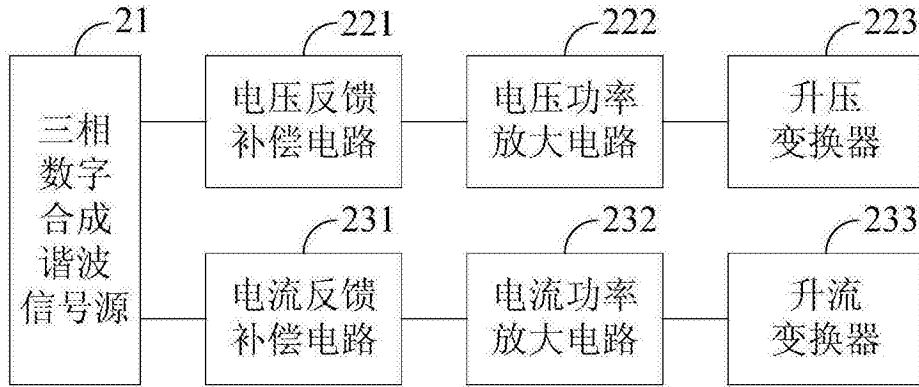 21
三相
数字
合成
谐波
信号源
221
电压反馈
补偿电路
222
电压功率
放大电路
223
升压
变换器
231
电流反馈
补偿电路
232
电流功率
放大电路
233
升流
变换器